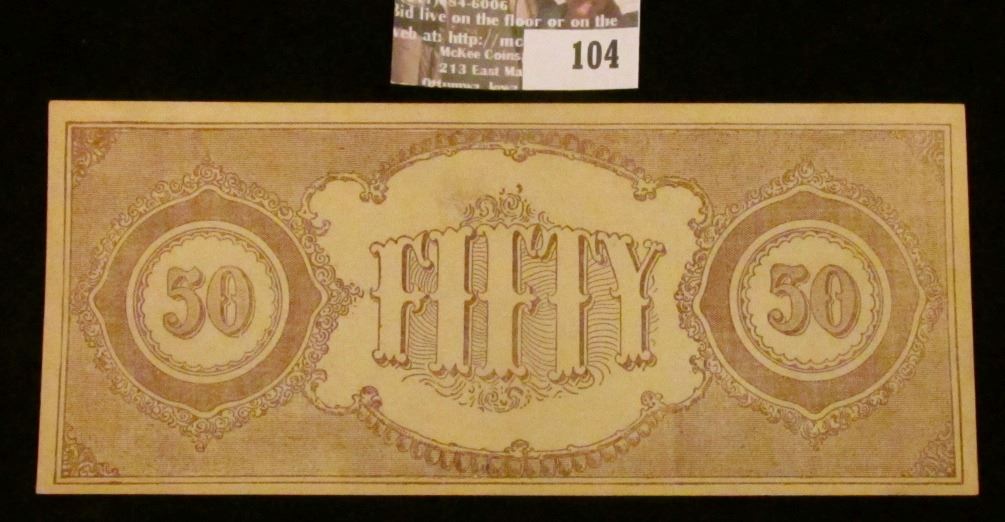 84-6006
Bid live on the floor or on the
web at: http://mc
McKee Coins
213 East Ma
104
50 FIFTY 50